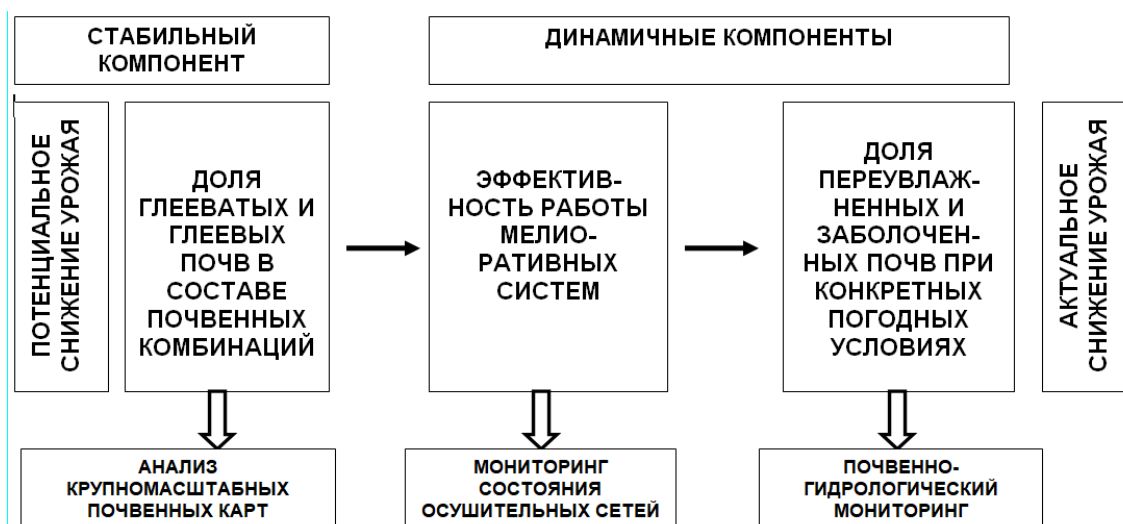 СТАБИЛЬНЫЙ
КОМПОНЕНТ
ДИНАМИЧНЫЕ КОМПОНЕНТЫ
ПОТЕНЦИАЛЬНОЕ
СНИЖЕНИЕ УРОЖАЯ
ДОЛЯ
ГЛЕЕВАТЫХ И
ГЛЕЕВЫХ
ПОЧВ В
СОСТАВЕ
ПОЧВЕННЫХ
КОМБИНАЦИЙ
ЭФФЕКТИВ-
НОСТЬ РАБОТЫ
МЕЛИО-
РАТИВНЫХ
СИСТЕМ
ДОЛЯ
ПЕРЕУВЛАЖ-
НЕННЫХ И
ЗАБОЛОЧЕН-
НЫХ ПОЧВ ПРИ
КОНКРЕТНЫХ
ПОГОДНЫХ
УСЛОВИЯХ
АКТУАЛЬНОЕ
СНИЖЕНИЕ УРОЖАЯ
АНАЛИЗ
КРУПНОМАСШТАБНЫХ
ПОЧВЕННЫХ КАРТ
МОНИТОРИНГ
СОСТОЯНИЯ
ОСУШИТЕЛЬНЫХ СЕТЕЙ
ПОЧВЕННО-
ГИДРОЛОГИЧЕСКИЙ
МОНИТОРИНГ